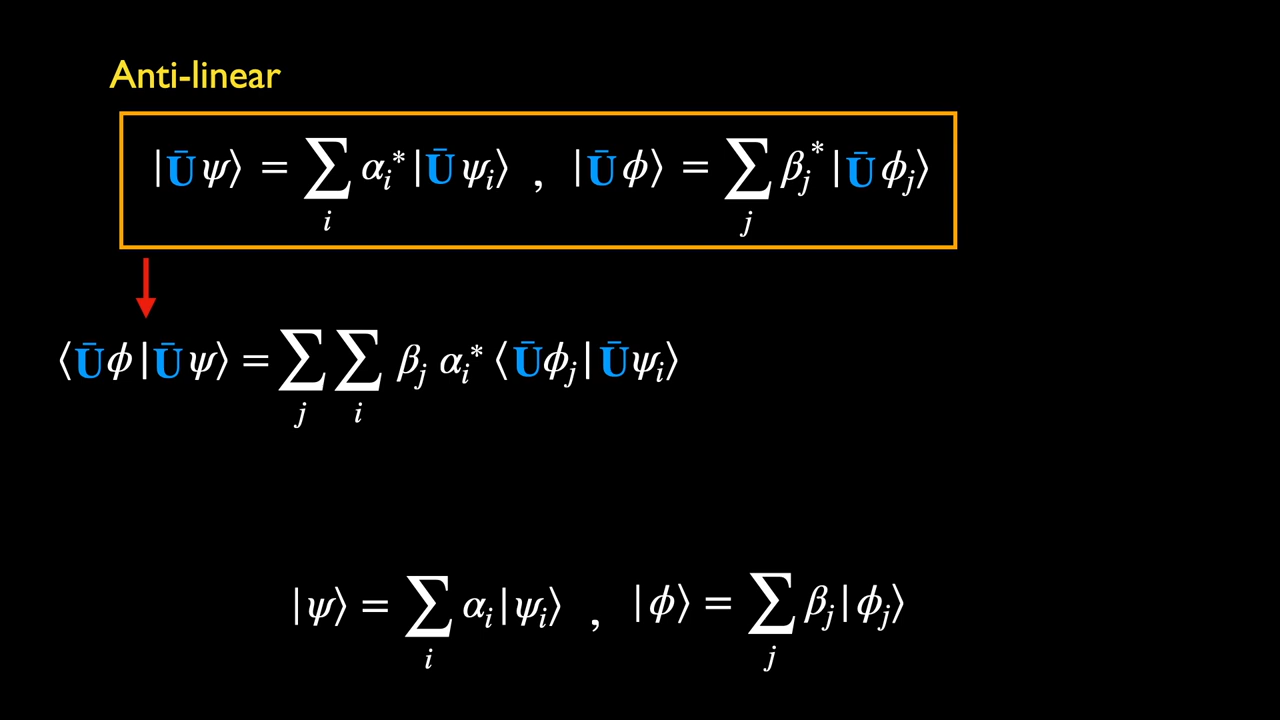 Anti-linear
|Ūψ⟩ = ∑ᵢ αᵢ*|Ūψᵢ⟩ , |Ūϕ⟩ = ∑ⱼ βⱼ*|Ūϕⱼ⟩
⟨Ūϕ|Ūψ⟩ = ∑ⱼ ∑ᵢ βⱼ αᵢ* ⟨Ūϕⱼ|Ūψᵢ⟩
|ψ⟩ = ∑ᵢ αᵢ|ψᵢ⟩ , |ϕ⟩ = ∑ⱼ βⱼ|ϕⱼ⟩